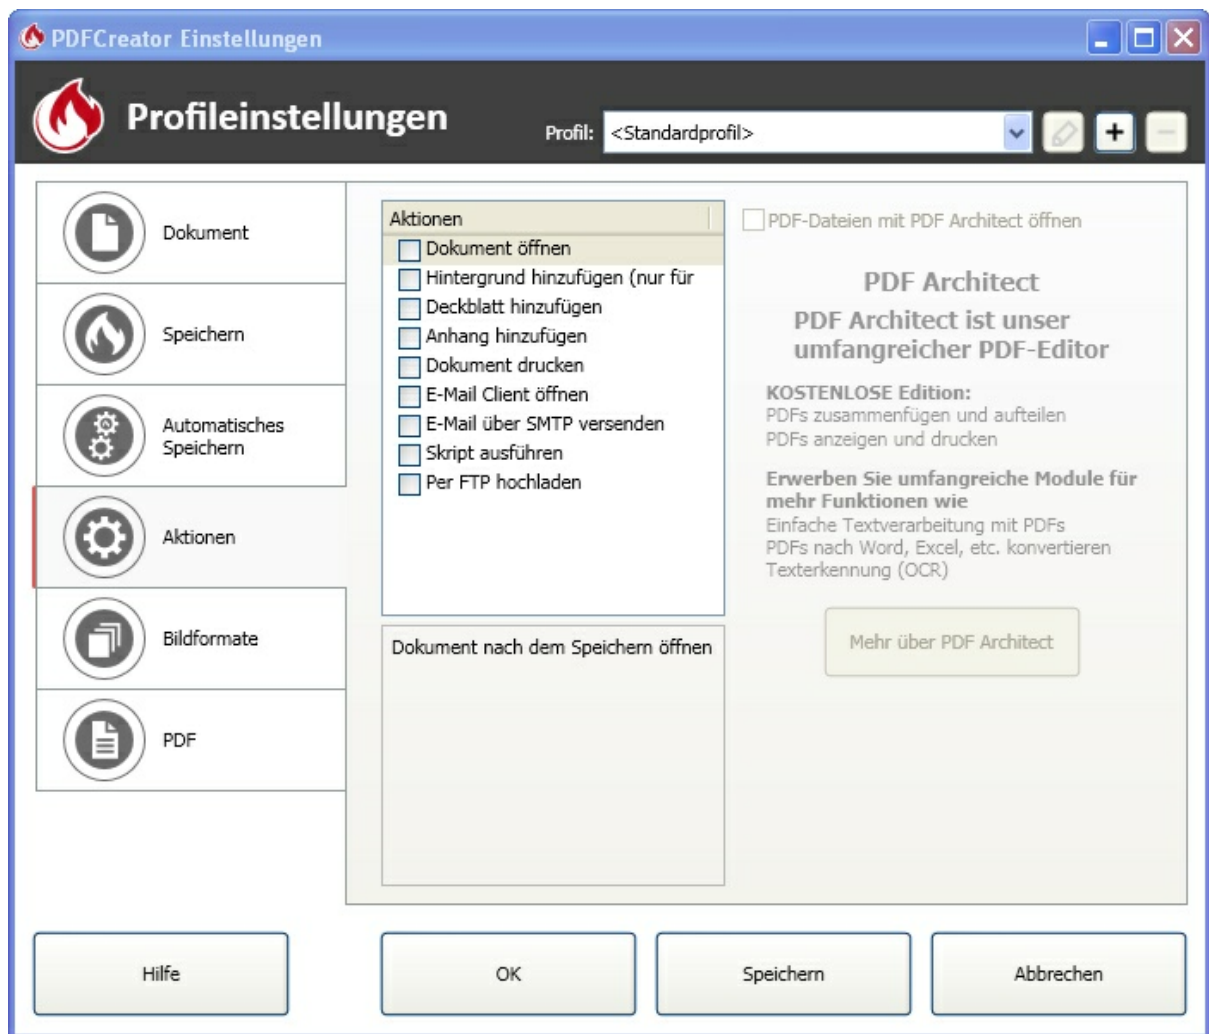 PDFCreator Einstellungen
Profileinstellungen
Profil: <Standardprofil>
Dokument
Speichern
Automatisches
Speichern
Aktionen
Bildformate
PDF
Aktionen
Dokument öffnen
Hintergrund hinzufügen (nur für
Deckblatt hinzufügen
Anhang hinzufügen
Dokument drucken
E-Mail Client öffnen
E-Mail über SMTP versenden
Skript ausführen
Per FTP hochladen
Dokument nach dem Speichern öffnen
PDF-Dateien mit PDF Architect öffnen
PDF Architect
PDF Architect ist unser
umfangreicher PDF-Editor
KOSTENLOSE Edition:
PDFs zusammenfügen und aufteilen
PDFs anzeigen und drucken
Erwerben Sie umfangreiche Module für
mehr Funktionen wie
Einfache Textverarbeitung mit PDFs
PDFs nach Word, Excel, etc. konvertieren
Texterkennung (OCR)
Mehr über PDF Architect
Hilfe
OK
Speichern
Abbrechen